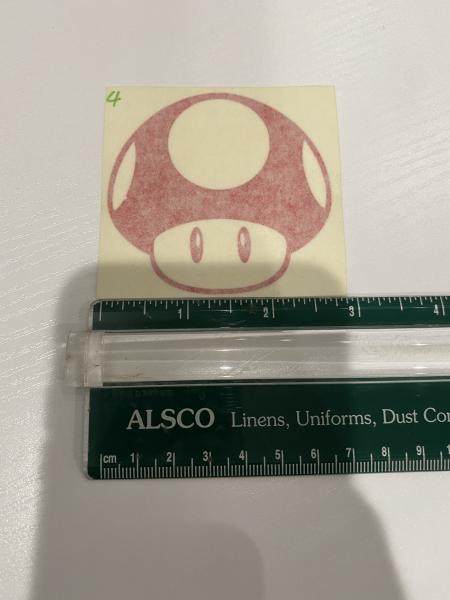 4
1 2 3 4
ALSCO Linens, Uniforms, Dust Con
cm 1 2 3 4 5 6 7 8 9 1